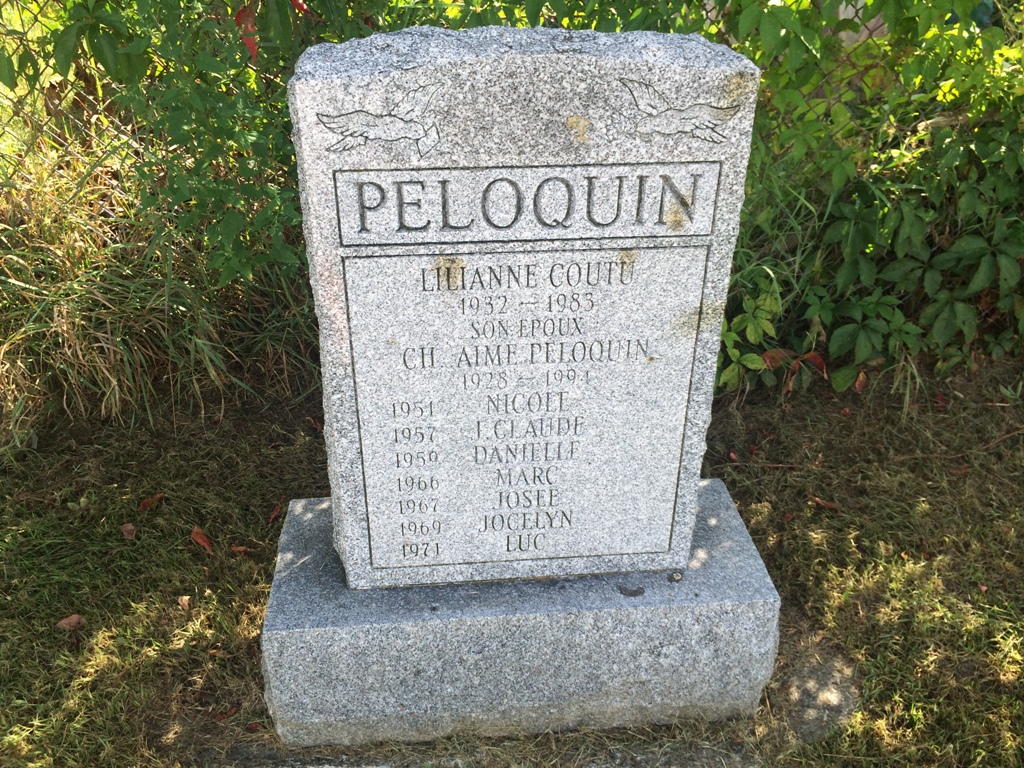 PELOQUIN
LILIANNE COUTU
1932 – 1983
SON EPOUX
CH. AIME PELOQUIN
1928 – 1994
1951 NICOLE
1957 J.CLAUDE
1959 DANIELLE
1966 MARC
1967 JOSEE
1969 JOCELYN
1971 LUC